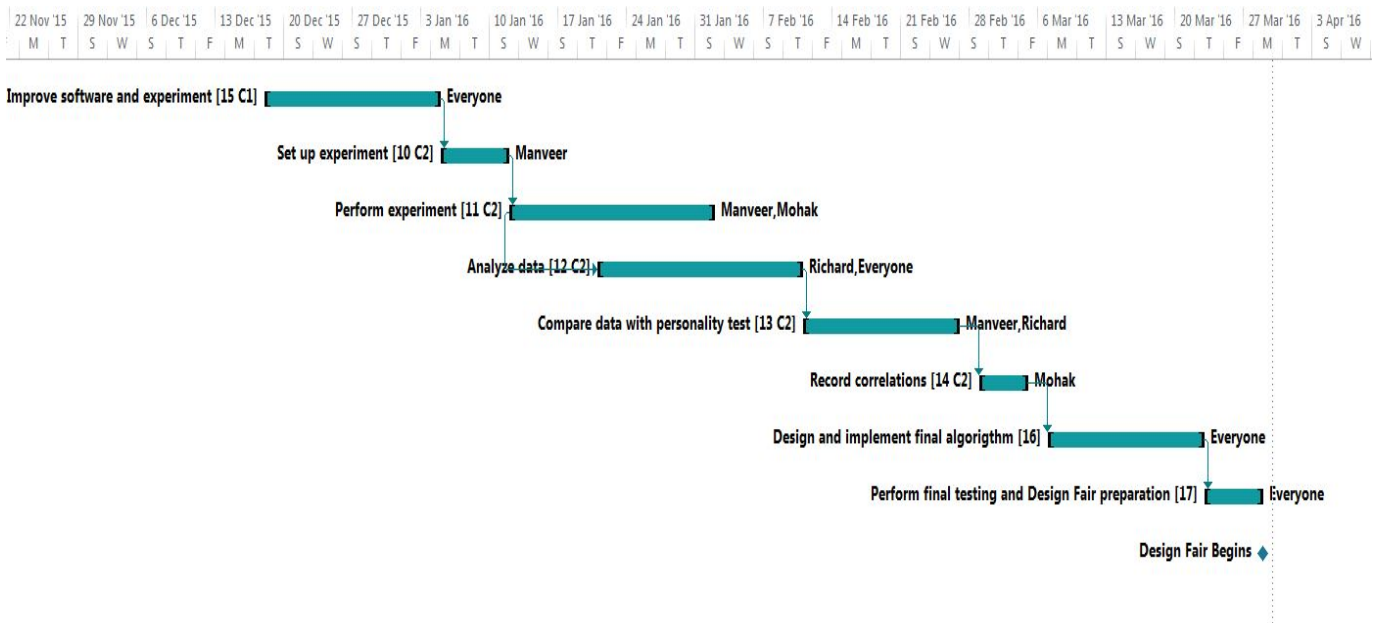 22 Nov '15 29 Nov '15 6 Dec '15 13 Dec '15 20 Dec '15 27 Dec '15 3 Jan '16 10 Jan '16 17 Jan '16 24 Jan '16 31 Jan '16 7 Feb '16 14 Feb '16 21 Feb '16 28 Feb '16 6 Mar '16 13 Mar '16 20 Mar '16 27 Mar '16 3 Apr '16
M T S W S T F M T S W S T F M T S W S T F M T S W S T F M T S W S T F M T S W S T F M T S W
Improve software and experiment [15 C1] Everyone
Set up experiment [10 C2] Manveer
Perform experiment [11 C2] Manveer,Mohak
Analyze data [12 C2] Richard,Everyone
Compare data with personality test [13 C2] Manveer,Richard
Record correlations [14 C2] Mohak
Design and implement final algorigthm [16] Everyone
Perform final testing and Design Fair preparation [17] Everyone
Design Fair Begins